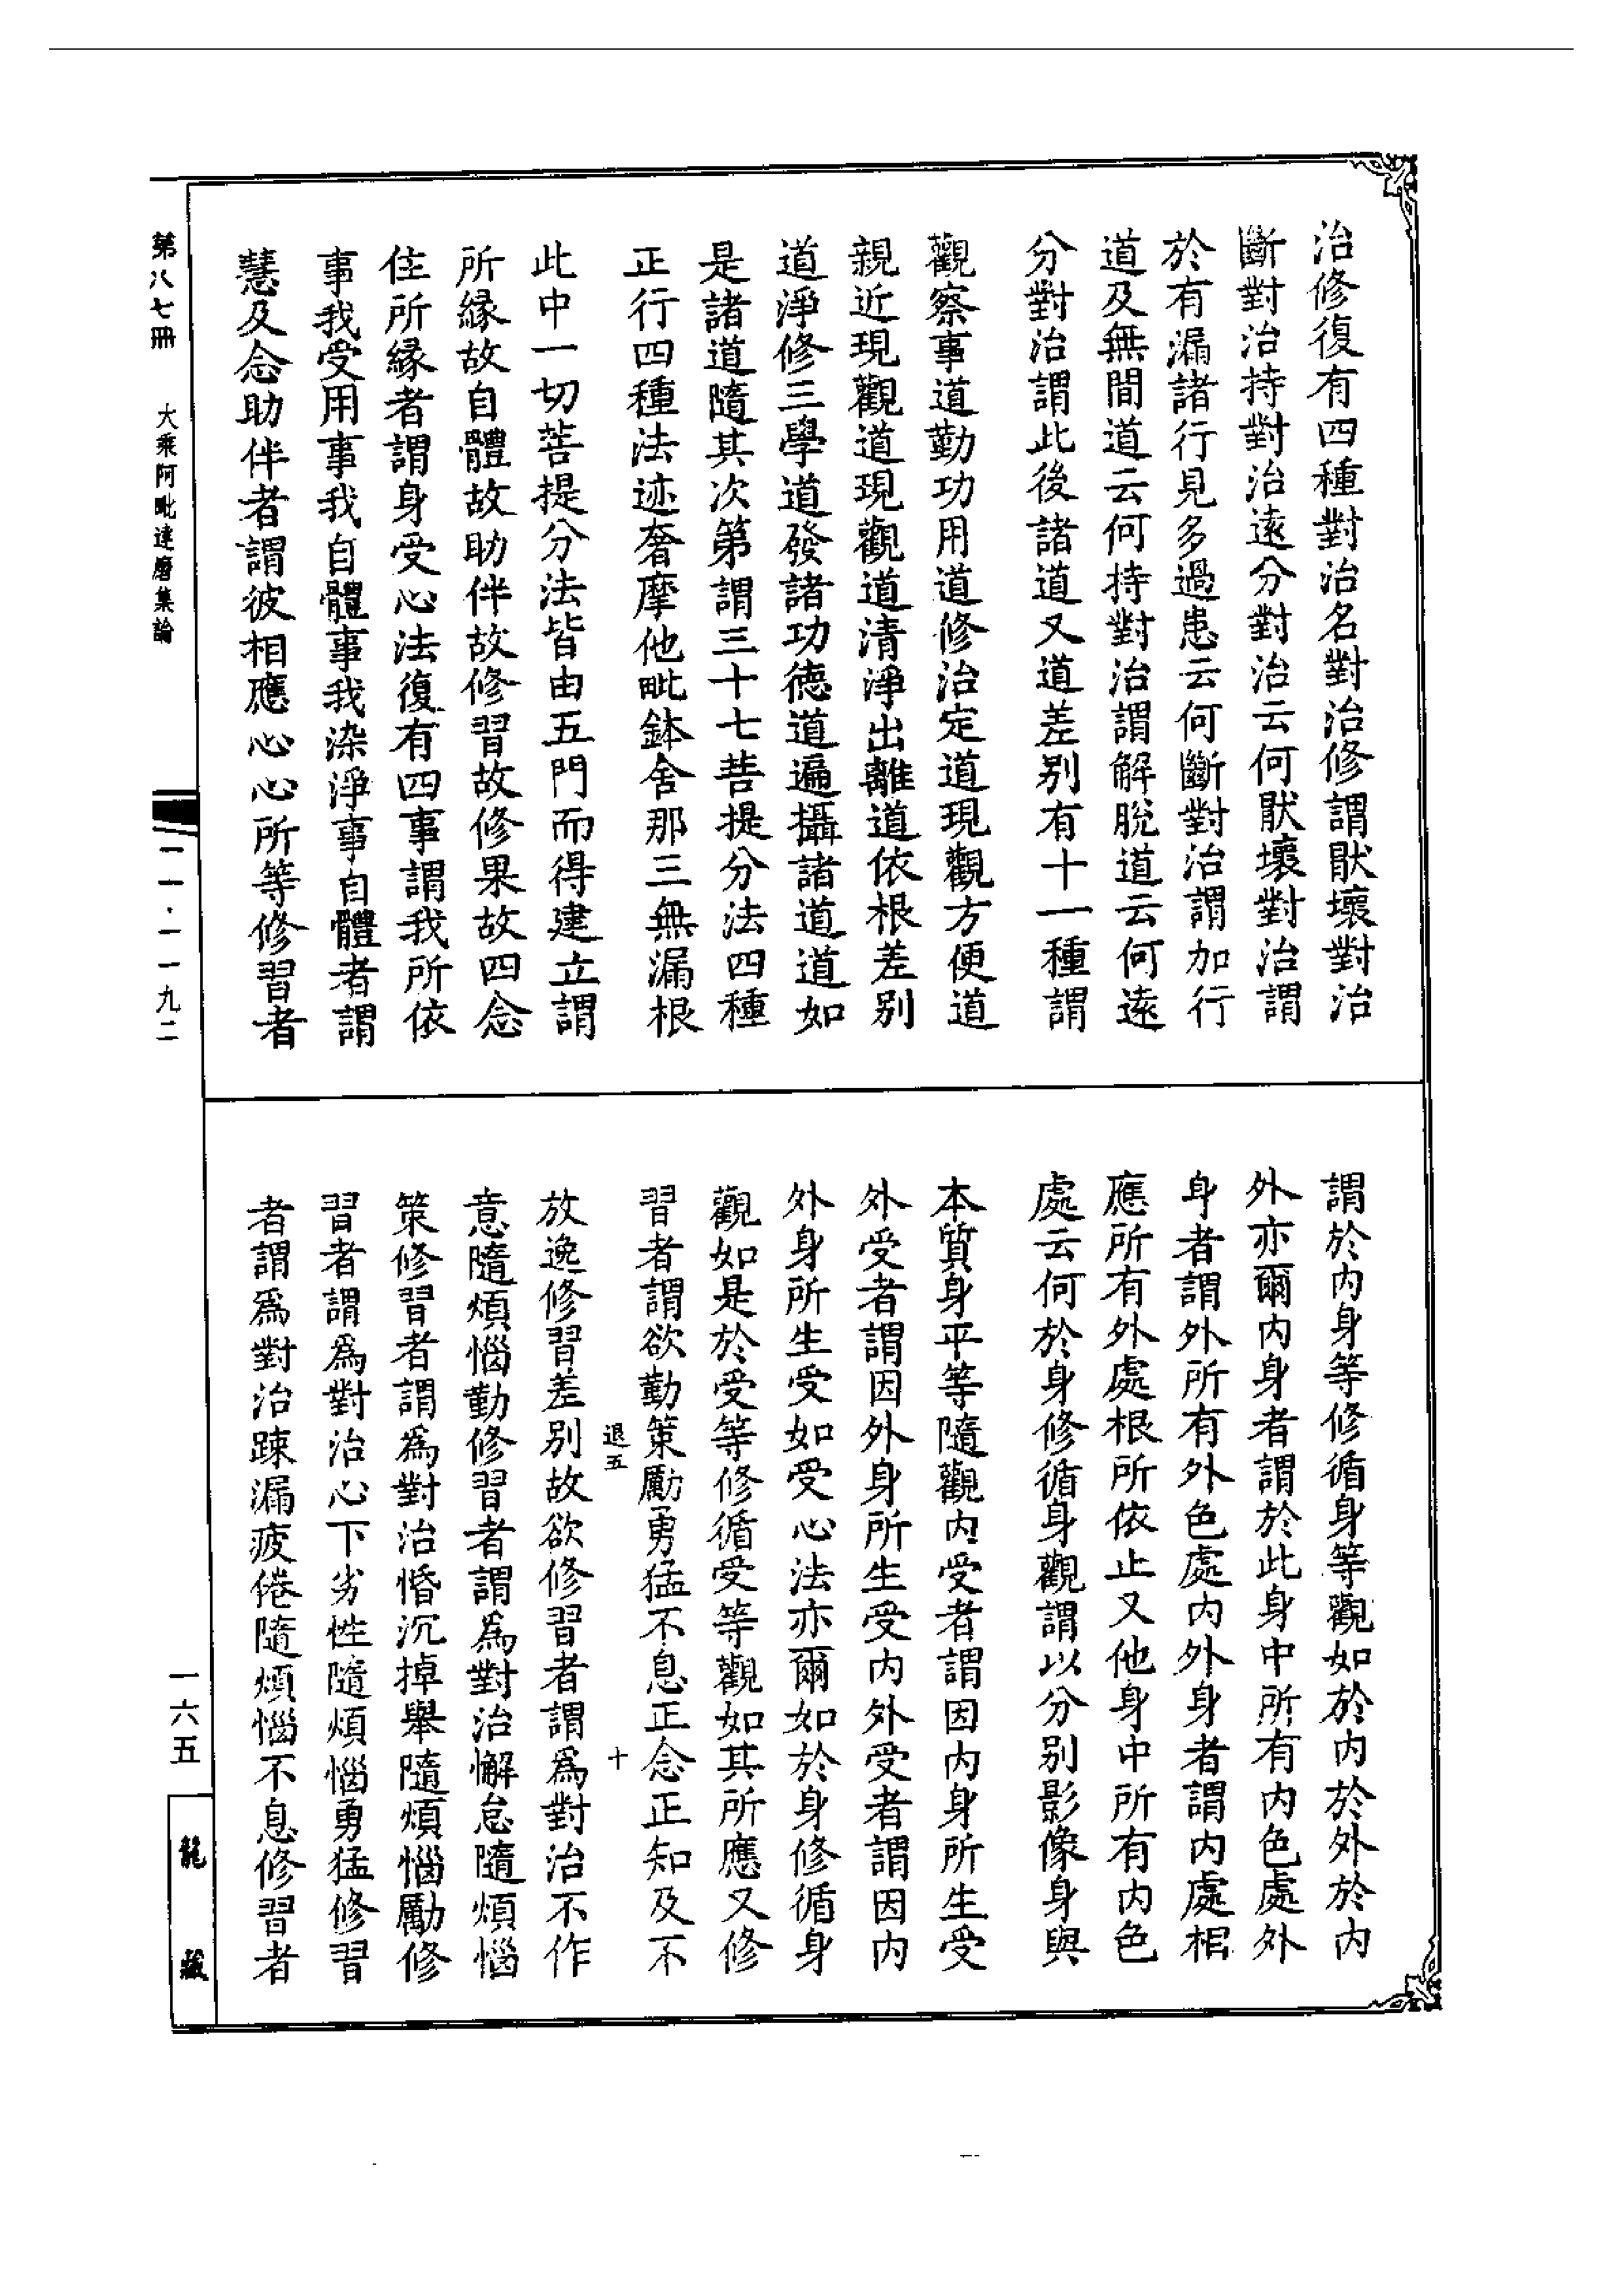 治修復有四種對治名對治修謂厭壞對治
斷對治持對治遠分對治云何厭壞對治謂
於有漏諸行見多過患云何斷對治謂加行
道及無間道云何持對治謂解脫道云何遠
分對治謂此後諸道又道差別有十一種謂
觀察事道勤功用道修治定道現觀方便道
親近現觀道現觀道清淨出離道依根差別
道淨修三學道發諸功德道遍攝諸道道如
是諸道隨其次第謂三十七菩提分法四種
正行四種法迹奢摩他毗鉢舍那三無漏根
此中一切菩提分法皆由五門而得建立謂
所緣故自體故助伴故修習故修果故四念
住所緣者謂身受心法復有四事謂我所依
事我受用事我自體事我染淨事自體者謂
慧及念助伴者謂彼相應心心所等修習者
謂於內身等修循身等觀如於內於外於內
外亦爾內身者謂於此身中所有內色處外
身者謂外所有外色處內外身者謂內處相
應所有外處根所依止又他身中所有內色
處云何於身修循身觀謂以分別影像身與
本質身平等隨觀內受者謂因內身所生受
外受者謂因外身所生受內外受者謂因內
外身所生受如受心法亦爾如於身修循身
觀如是於受等修循受等觀如其所應又修
習者謂欲勤策勵勇猛不息正念正知及不
退五 十
放逸修習差別故欲修習者謂爲對治不作
意隨煩惱勤修習者謂爲對治懈怠隨煩惱
策修習者謂爲對治惛沉掉舉隨煩惱勵修
習者謂爲對治心下劣性隨煩惱勇猛修習
者謂爲對治踈漏疲倦隨煩惱不息修習者
第八七冊 大乘阿毗達磨集論 一一·一一九二
一六五
龍藏